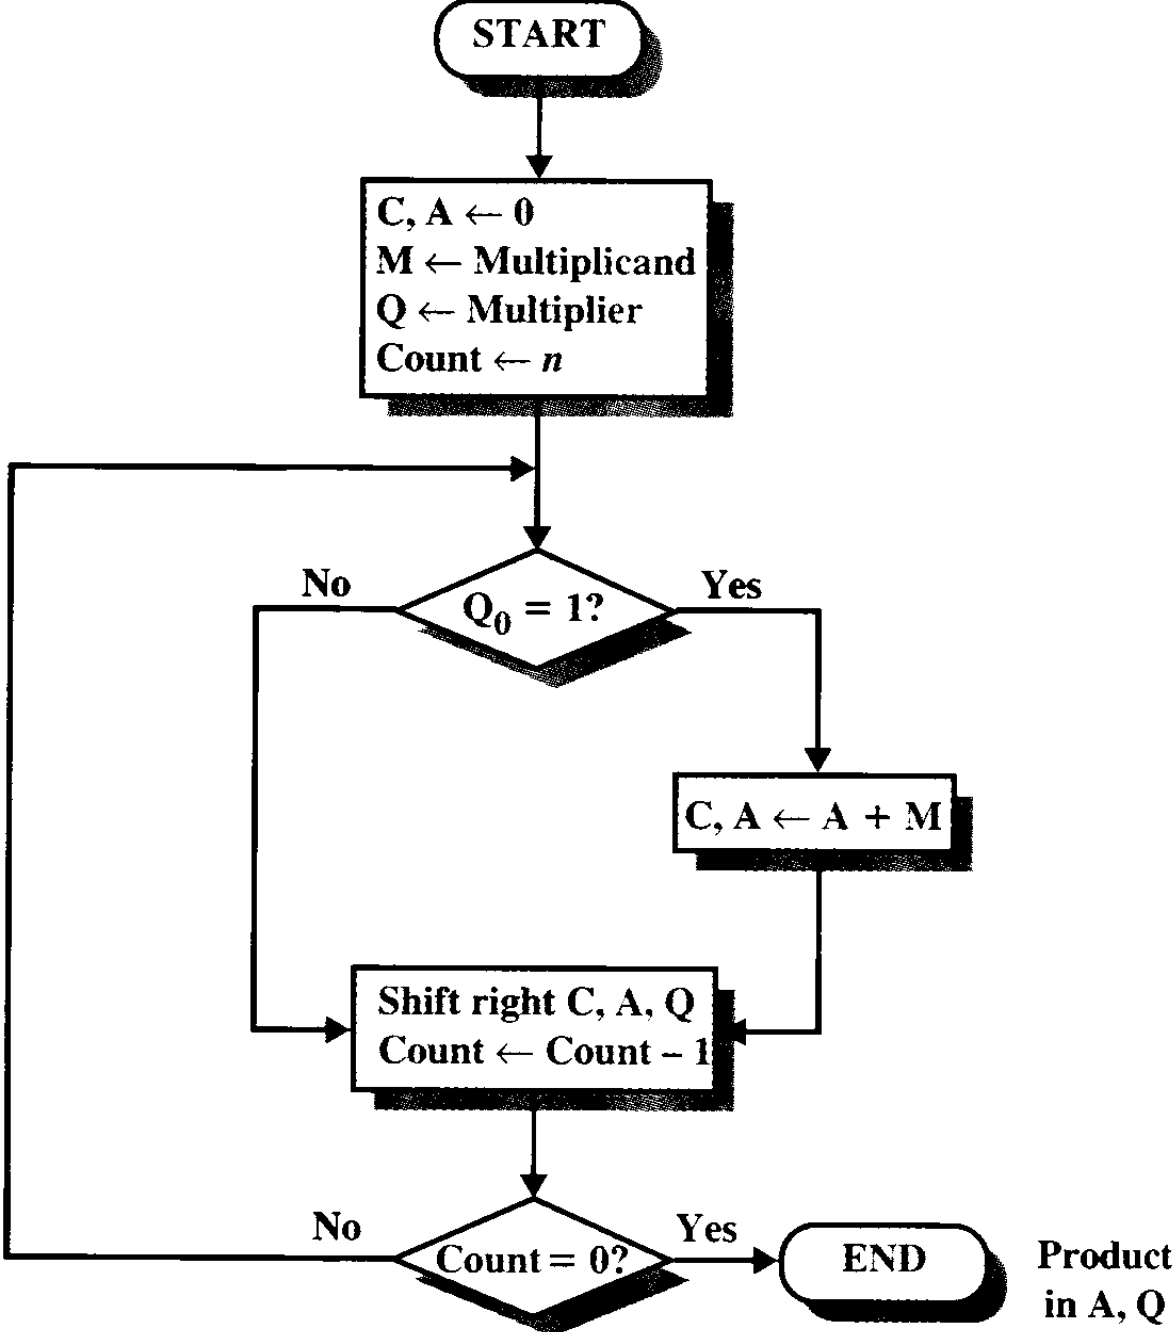 START
C, A ← 0
M ← Multiplicand
Q ← Multiplier
Count ← n
No
Yes
Q₀ = 1?
C, A ← A + M
Shift right C, A, Q
Count ← Count – 1
No
Yes
Count = 0?
END
Product
in A, Q